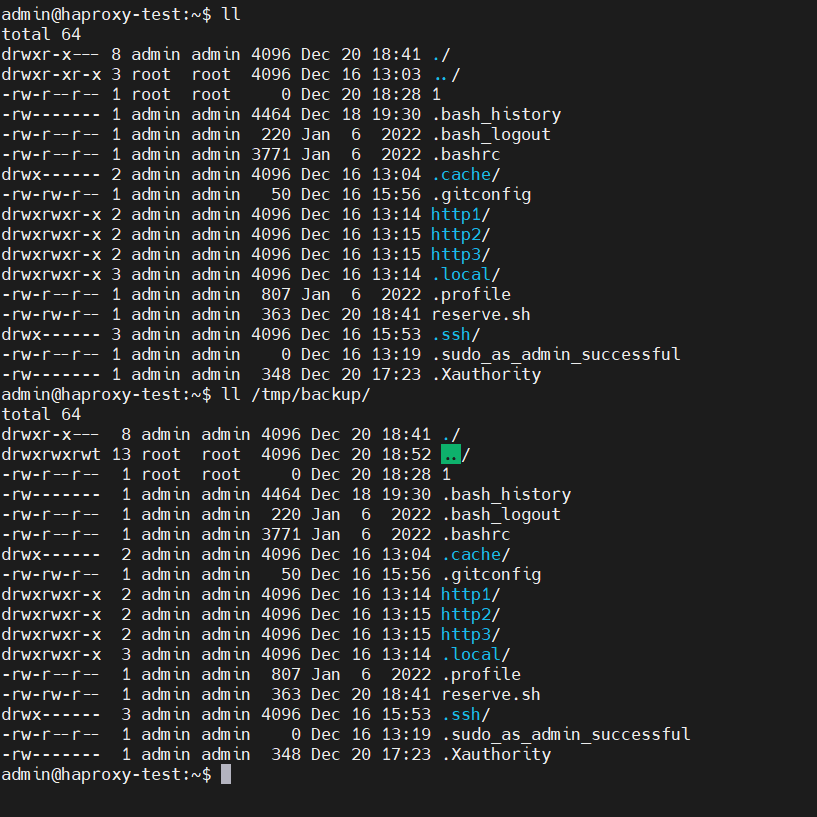 admin@haproxy-test:~$ ll
total 64
drwxr-x--- 8 admin admin 4096 Dec 20 18:41 ./
drwxr-xr-x 3 root  root  4096 Dec 16 13:03 ../
-rw-r--r-- 1 root  root     0 Dec 20 18:28 1
-rw------- 1 admin admin 4464 Dec 18 19:30 .bash_history
-rw-r--r-- 1 admin admin  220 Jan  6  2022 .bash_logout
-rw-r--r-- 1 admin admin 3771 Jan  6  2022 .bashrc
drwx------ 2 admin admin 4096 Dec 16 13:04 .cache/
-rw-rw-r-- 1 admin admin   50 Dec 16 15:56 .gitconfig
drwxrwxr-x 2 admin admin 4096 Dec 16 13:14 http1/
drwxrwxr-x 2 admin admin 4096 Dec 16 13:15 http2/
drwxrwxr-x 2 admin admin 4096 Dec 16 13:15 http3/
drwxrwxr-x 3 admin admin 4096 Dec 16 13:14 .local/
-rw-r--r-- 1 admin admin  807 Jan  6  2022 .profile
-rw-rw-r-- 1 admin admin  363 Dec 20 18:41 reserve.sh
drwx------ 3 admin admin 4096 Dec 16 15:53 .ssh/
-rw-r--r-- 1 admin admin    0 Dec 16 13:19 .sudo_as_admin_successful
-rw------- 1 admin admin  348 Dec 20 17:23 .Xauthority
admin@haproxy-test:~$ ll /tmp/backup/
total 64
drwxr-x---  8 admin admin 4096 Dec 20 18:41 ./
drwxrwxrwt 13 root  root  4096 Dec 20 18:52 ../
-rw-r--r--  1 root  root     0 Dec 20 18:28 1
-rw-------  1 admin admin 4464 Dec 18 19:30 .bash_history
-rw-r--r--  1 admin admin  220 Jan  6  2022 .bash_logout
-rw-r--r--  1 admin admin 3771 Jan  6  2022 .bashrc
drwx------  2 admin admin 4096 Dec 16 13:04 .cache/
-rw-rw-r--  1 admin admin   50 Dec 16 15:56 .gitconfig
drwxrwxr-x  2 admin admin 4096 Dec 16 13:14 http1/
drwxrwxr-x  2 admin admin 4096 Dec 16 13:15 http2/
drwxrwxr-x  2 admin admin 4096 Dec 16 13:15 http3/
drwxrwxr-x  3 admin admin 4096 Dec 16 13:14 .local/
-rw-r--r--  1 admin admin  807 Jan  6  2022 .profile
-rw-rw-r--  1 admin admin  363 Dec 20 18:41 reserve.sh
drwx------  3 admin admin 4096 Dec 16 15:53 .ssh/
-rw-r--r--  1 admin admin    0 Dec 16 13:19 .sudo_as_admin_successful
-rw-------  1 admin admin  348 Dec 20 17:23 .Xauthority
admin@haproxy-test:~$